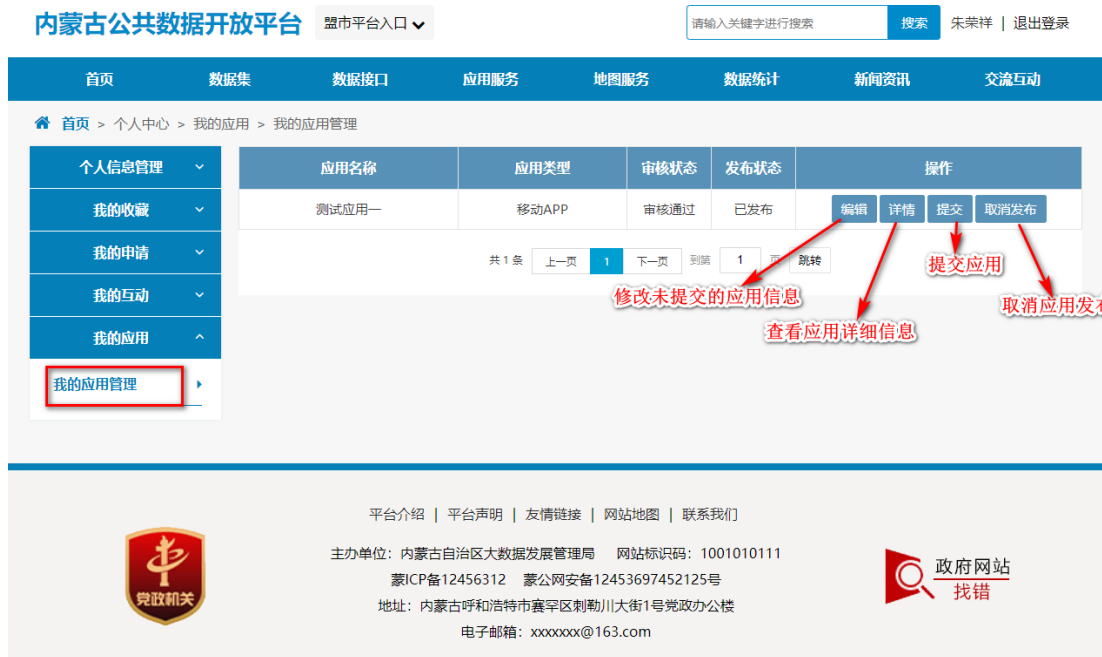 内蒙古公共数据开放平台 盟市平台入口 请输入关键字进行搜索 搜索 朱荣祥 | 退出登录
首页 数据集 数据接口 应用服务 地图服务 数据统计 新闻资讯 交流互动
首页 > 个人中心 > 我的应用 > 我的应用管理
个人信息管理
我的收藏
我的申请
我的互动
我的应用
我的应用管理
应用名称 应用类型 审核状态 发布状态 操作
测试应用一 移动APP 审核通过 已发布 编辑 详情 提交 取消发布
共 1 条 上一页 1 下一页 到第 1 页 跳转
提交应用
修改未提交的应用信息
取消应用发布
查看应用详细信息
平台介绍 | 平台声明 | 友情链接 | 网站地图 | 联系我们
主办单位：内蒙古自治区大数据发展管理局 网站标识码：1001010111
蒙ICP备12456312 蒙公网安备12453697452125号
地址：内蒙古呼和浩特市赛罕区刺勒川大街1号党政办公楼
电子邮箱：xxxxxxx@163.com
党政机关
政府网站
找错